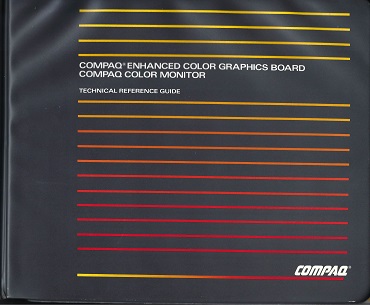 COMPAQ® ENHANCED COLOR GRAPHICS BOARD
COMPAQ COLOR MONITOR
TECHNICAL REFERENCE GUIDE
COMPAQ